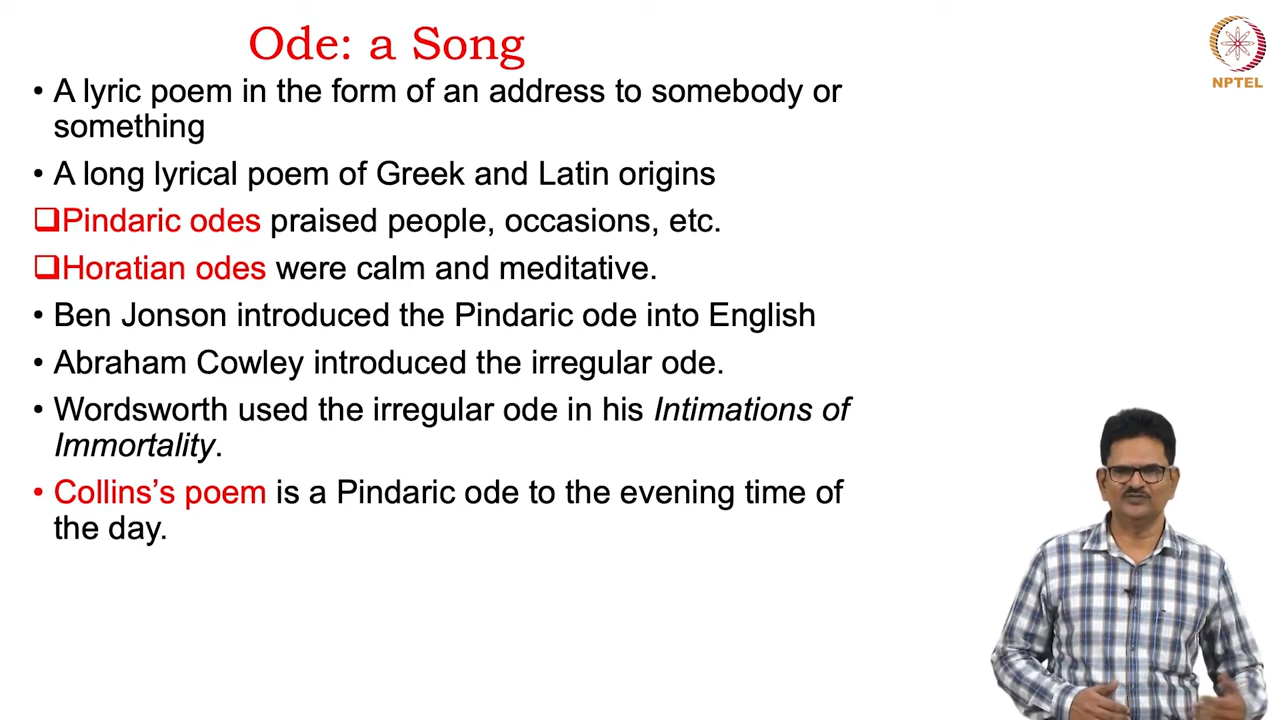 Ode: a Song
NPTEL
• A lyric poem in the form of an address to somebody or
something
• A long lyrical poem of Greek and Latin origins
❑Pindaric odes praised people, occasions, etc.
❑Horatian odes were calm and meditative.
• Ben Jonson introduced the Pindaric ode into English
• Abraham Cowley introduced the irregular ode.
• Wordsworth used the irregular ode in his Intimations of
Immortality.
• Collins’s poem is a Pindaric ode to the evening time of
the day.